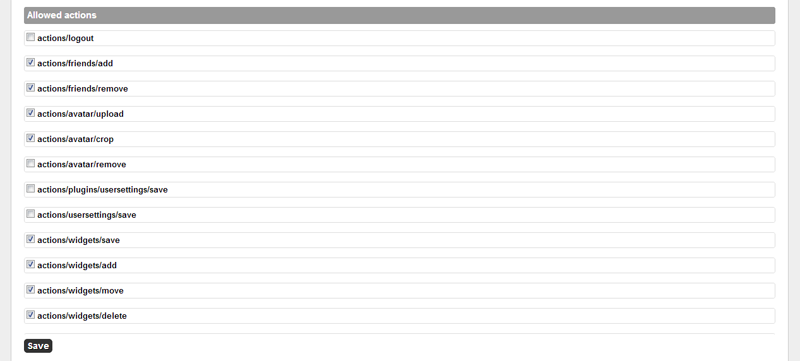 Allowed actions
actions/logout
actions/friends/add
actions/friends/remove
actions/avatar/upload
actions/avatar/crop
actions/avatar/remove
actions/plugins/usersettings/save
actions/usersettings/save
actions/widgets/save
actions/widgets/add
actions/widgets/move
actions/widgets/delete
Save